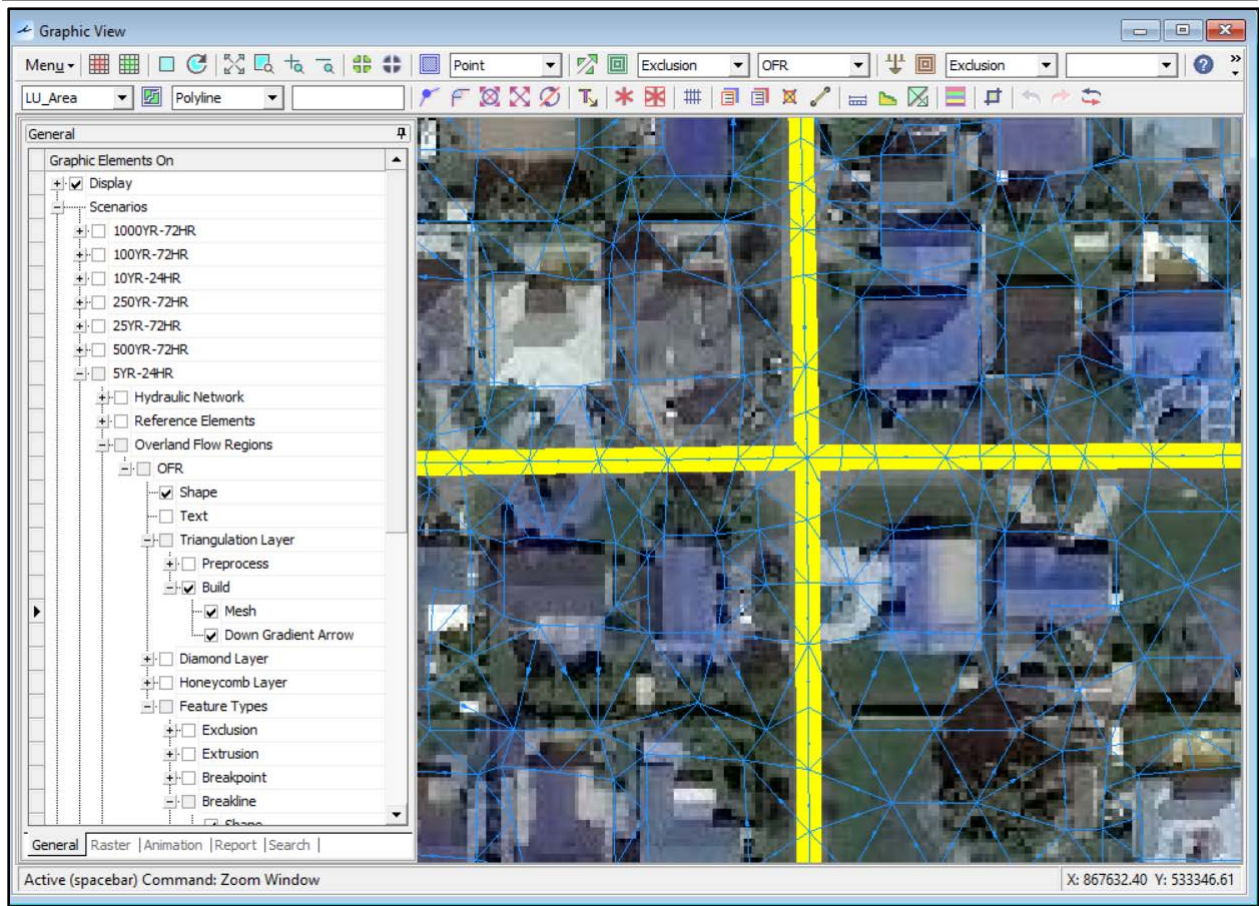 Graphic View
Menu Point Exclusion OFR Exclusion
LU_Area Polyline
General
Graphic Elements On
Display
Scenarios
1000YR-72HR
100YR-72HR
10YR-24HR
250YR-72HR
25YR-72HR
500YR-72HR
5YR-24HR
Hydraulic Network
Reference Elements
Overland Flow Regions
OFR
Shape
Text
Triangulation Layer
Preprocess
Build
Mesh
Down Gradient Arrow
Diamond Layer
Honeycomb Layer
Feature Types
Exclusion
Extrusion
Breakpoint
Breakline
Shape
General Raster |Animation |Report |Search |
Active (spacebar) Command: Zoom Window X: 867632.40 Y: 533346.61